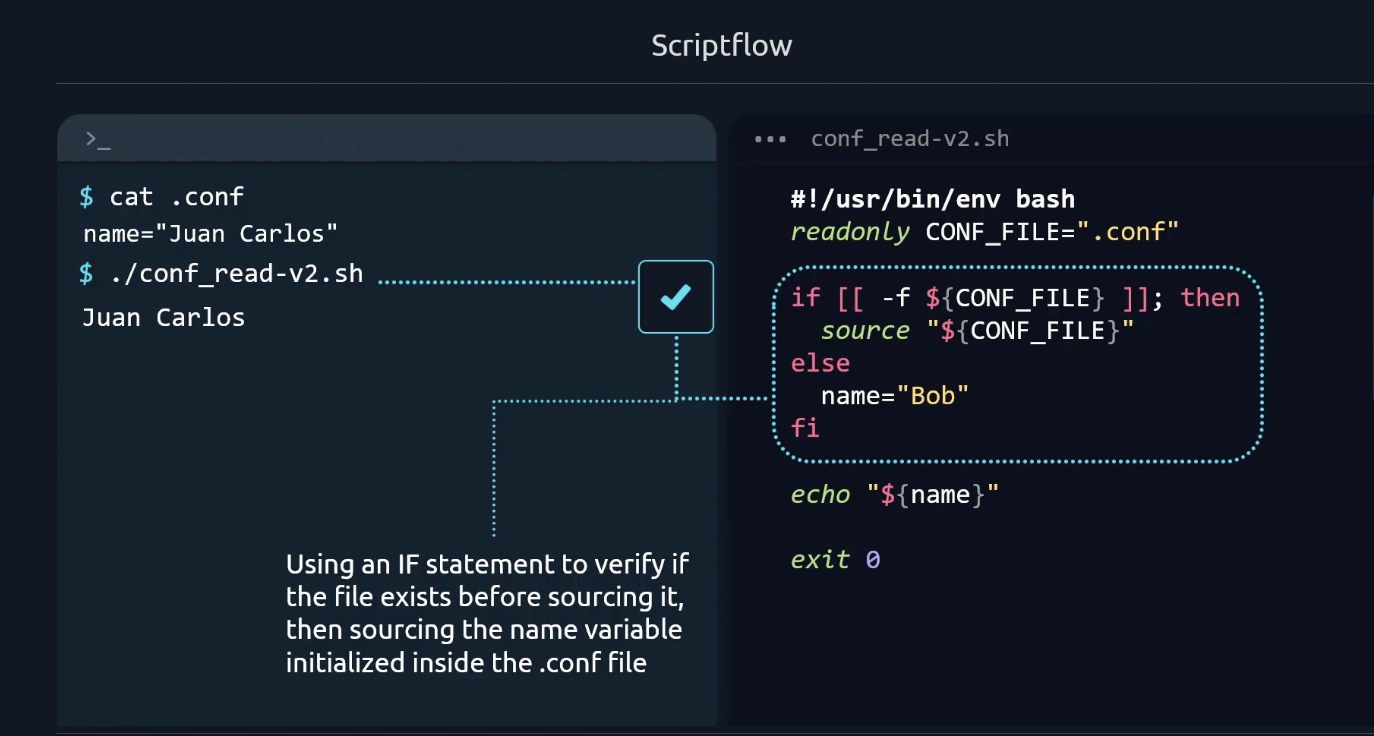 Scriptflow
>_
$ cat .conf
name="Juan Carlos"
$ ./conf_read-v2.sh
Juan Carlos
Using an IF statement to verify if
the file exists before sourcing it,
then sourcing the name variable
initialized inside the .conf file
••• conf_read-v2.sh
#!/usr/bin/env bash
readonly CONF_FILE=".conf"
if [[ -f ${CONF_FILE} ]]; then
  source "${CONF_FILE}"
else
  name="Bob"
fi
echo "${name}"
exit 0